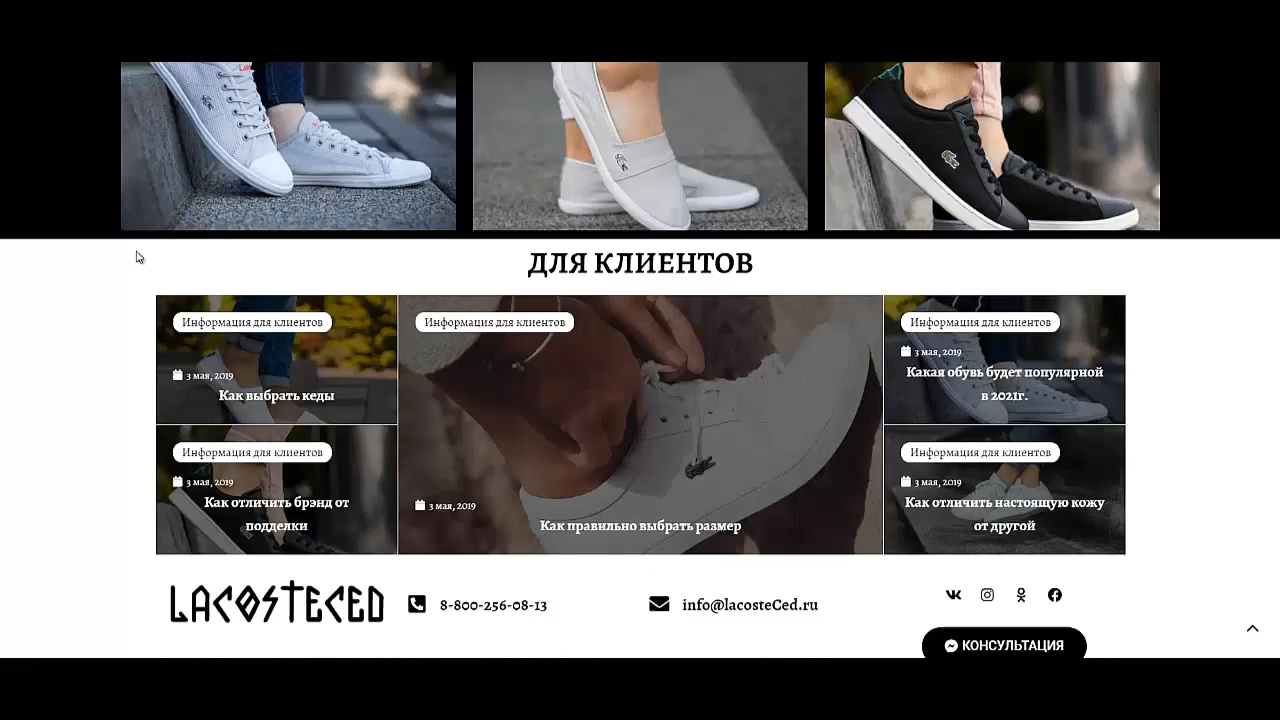 ДЛЯ КЛИЕНТОВ
Информация для клиентов
3 мая, 2019
Как выбрать кеды
Информация для клиентов
3 мая, 2019
Как отличить брэнд от
подделки
Информация для клиентов
3 мая, 2019
Как правильно выбрать размер
Информация для клиентов
3 мая, 2019
Какая обувь будет популярной
в 2021г.
Информация для клиентов
3 мая, 2019
Как отличить настоящую кожу
от другой
LACOSTECED
8-800-256-08-13
info@lacosteCed.ru
КОНСУЛЬТАЦИЯ